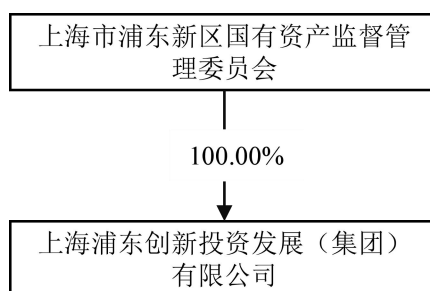 上海市浦东新区国有资产监督管
理委员会
100.00%
上海浦东创新投资发展（集团）
有限公司